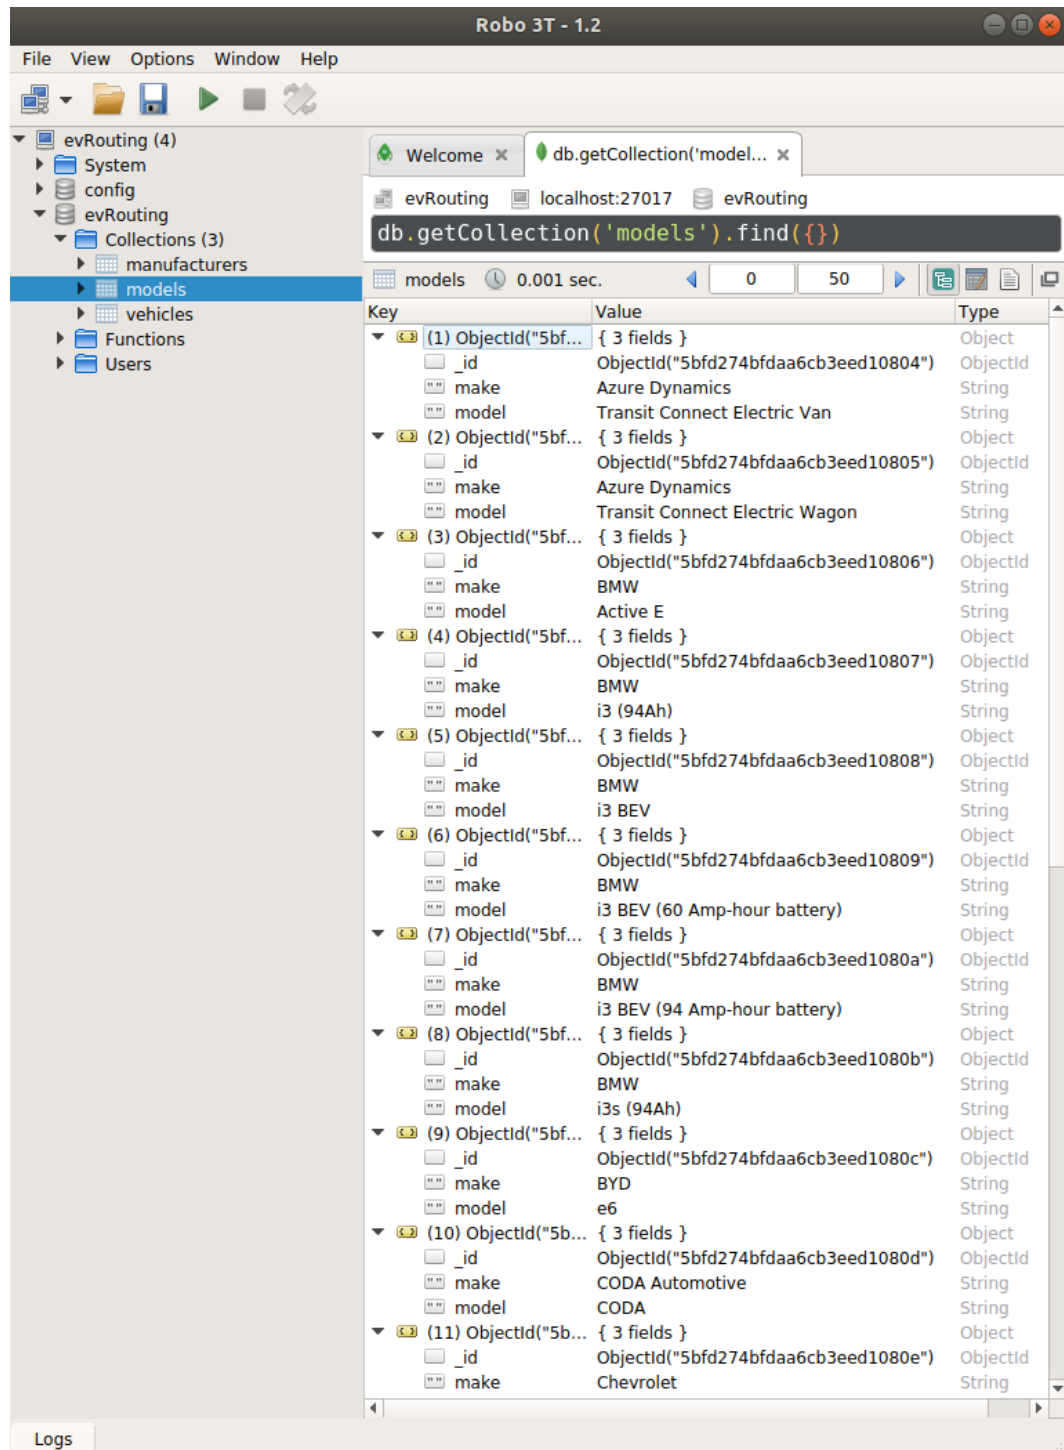 Robo 3T - 1.2
File View Options Window Help
evRouting (4)
System
config
evRouting
Collections (3)
manufacturers
models
vehicles
Functions
Users
Welcome
db.getCollection('model...
evRouting localhost:27017 evRouting
db.getCollection('models').find({})
models 0.001 sec. 0 50
Key Value Type
(1) ObjectId("5bf... { 3 fields } Object
_id ObjectId("5bfd274bfdaa6cb3eed10804") ObjectId
"" make Azure Dynamics String
"" model Transit Connect Electric Van String
(2) ObjectId("5bf... { 3 fields } Object
_id ObjectId("5bfd274bfdaa6cb3eed10805") ObjectId
"" make Azure Dynamics String
"" model Transit Connect Electric Wagon String
(3) ObjectId("5bf... { 3 fields } Object
_id ObjectId("5bfd274bfdaa6cb3eed10806") ObjectId
"" make BMW String
"" model Active E String
(4) ObjectId("5bf... { 3 fields } Object
_id ObjectId("5bfd274bfdaa6cb3eed10807") ObjectId
"" make BMW String
"" model i3 (94Ah) String
(5) ObjectId("5bf... { 3 fields } Object
_id ObjectId("5bfd274bfdaa6cb3eed10808") ObjectId
"" make BMW String
"" model i3 BEV String
(6) ObjectId("5bf... { 3 fields } Object
_id ObjectId("5bfd274bfdaa6cb3eed10809") ObjectId
"" make BMW String
"" model i3 BEV (60 Amp-hour battery) String
(7) ObjectId("5bf... { 3 fields } Object
_id ObjectId("5bfd274bfdaa6cb3eed1080a") ObjectId
"" make BMW String
"" model i3 BEV (94 Amp-hour battery) String
(8) ObjectId("5bf... { 3 fields } Object
_id ObjectId("5bfd274bfdaa6cb3eed1080b") ObjectId
"" make BMW String
"" model i3s (94Ah) String
(9) ObjectId("5bf... { 3 fields } Object
_id ObjectId("5bfd274bfdaa6cb3eed1080c") ObjectId
"" make BYD String
"" model e6 String
(10) ObjectId("5b... { 3 fields } Object
_id ObjectId("5bfd274bfdaa6cb3eed1080d") ObjectId
"" make CODA Automotive String
"" model CODA String
(11) ObjectId("5b... { 3 fields } Object
_id ObjectId("5bfd274bfdaa6cb3eed1080e") ObjectId
"" make Chevrolet String
Logs